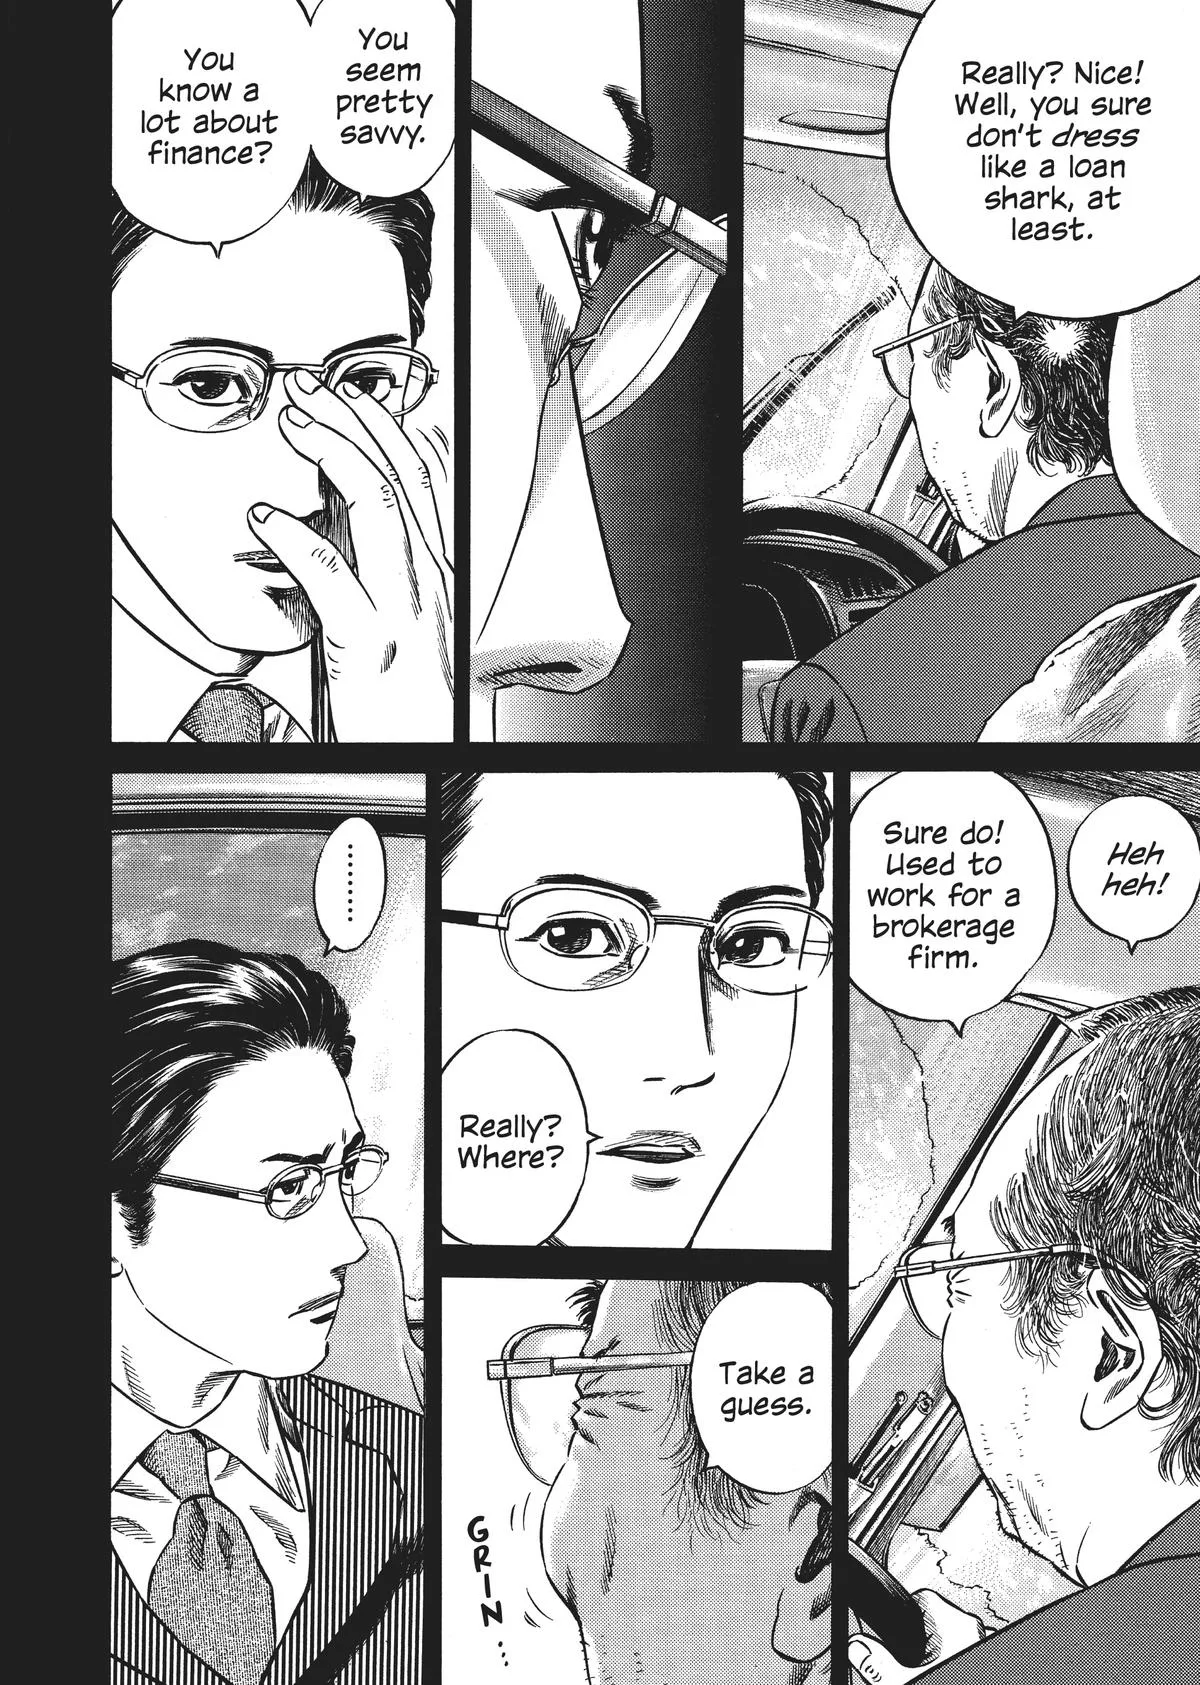 Really? Nice!
Well, you sure
don't dress
like a loan
shark, at
least.
You
seem
pretty
savvy.
You
know a
lot about
finance?
Heh
heh!
Sure do!
Used to
work for a
brokerage
firm.
Really?
Where?
Take a
guess.
GRIN...
.........